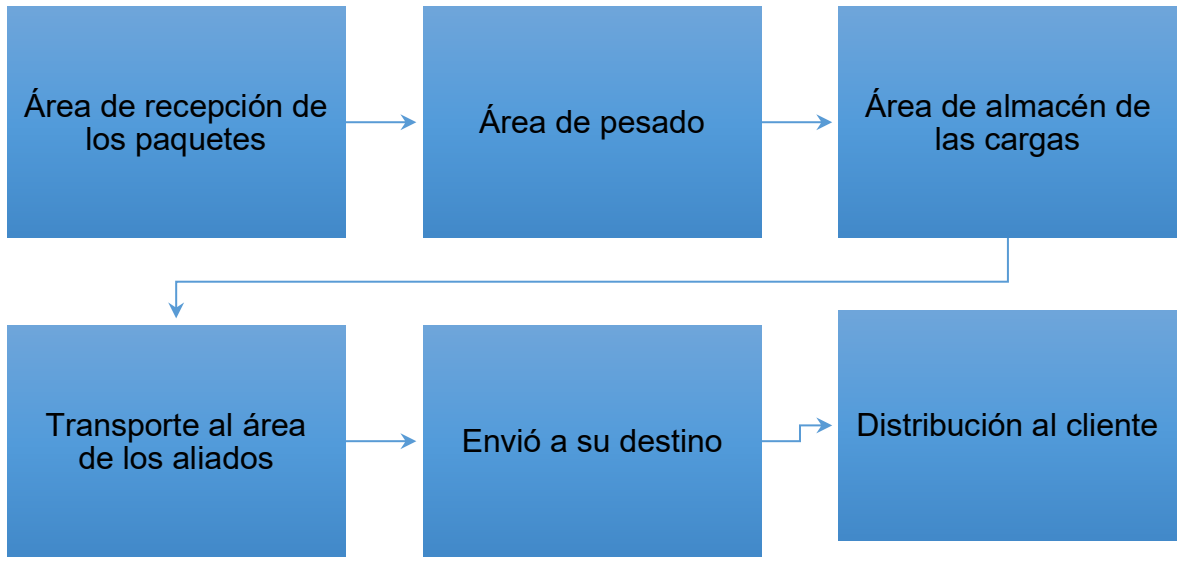 Área de recepción de
los paquetes
Área de pesado
Área de almacén de
las cargas
Transporte al área
de los aliados
Envió a su destino
Distribución al cliente